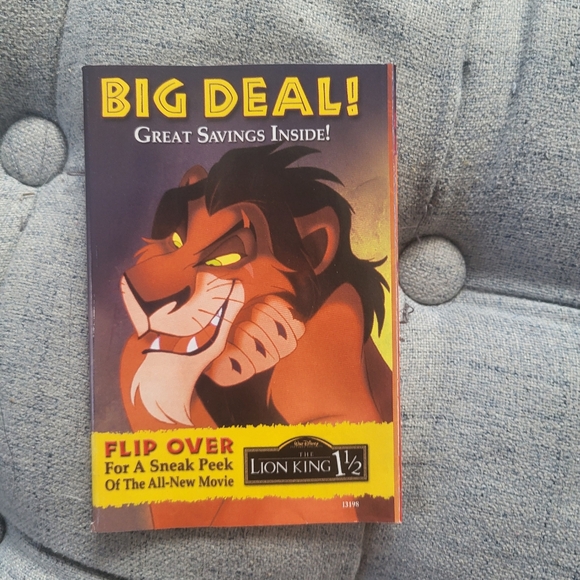 BIG DEAL!
GREAT SAVINGS INSIDE!
FLIP OVER
For A Sneak Peek
Of The All-New Movie
WALT DISNEY
THE
LION KING 1½
13198